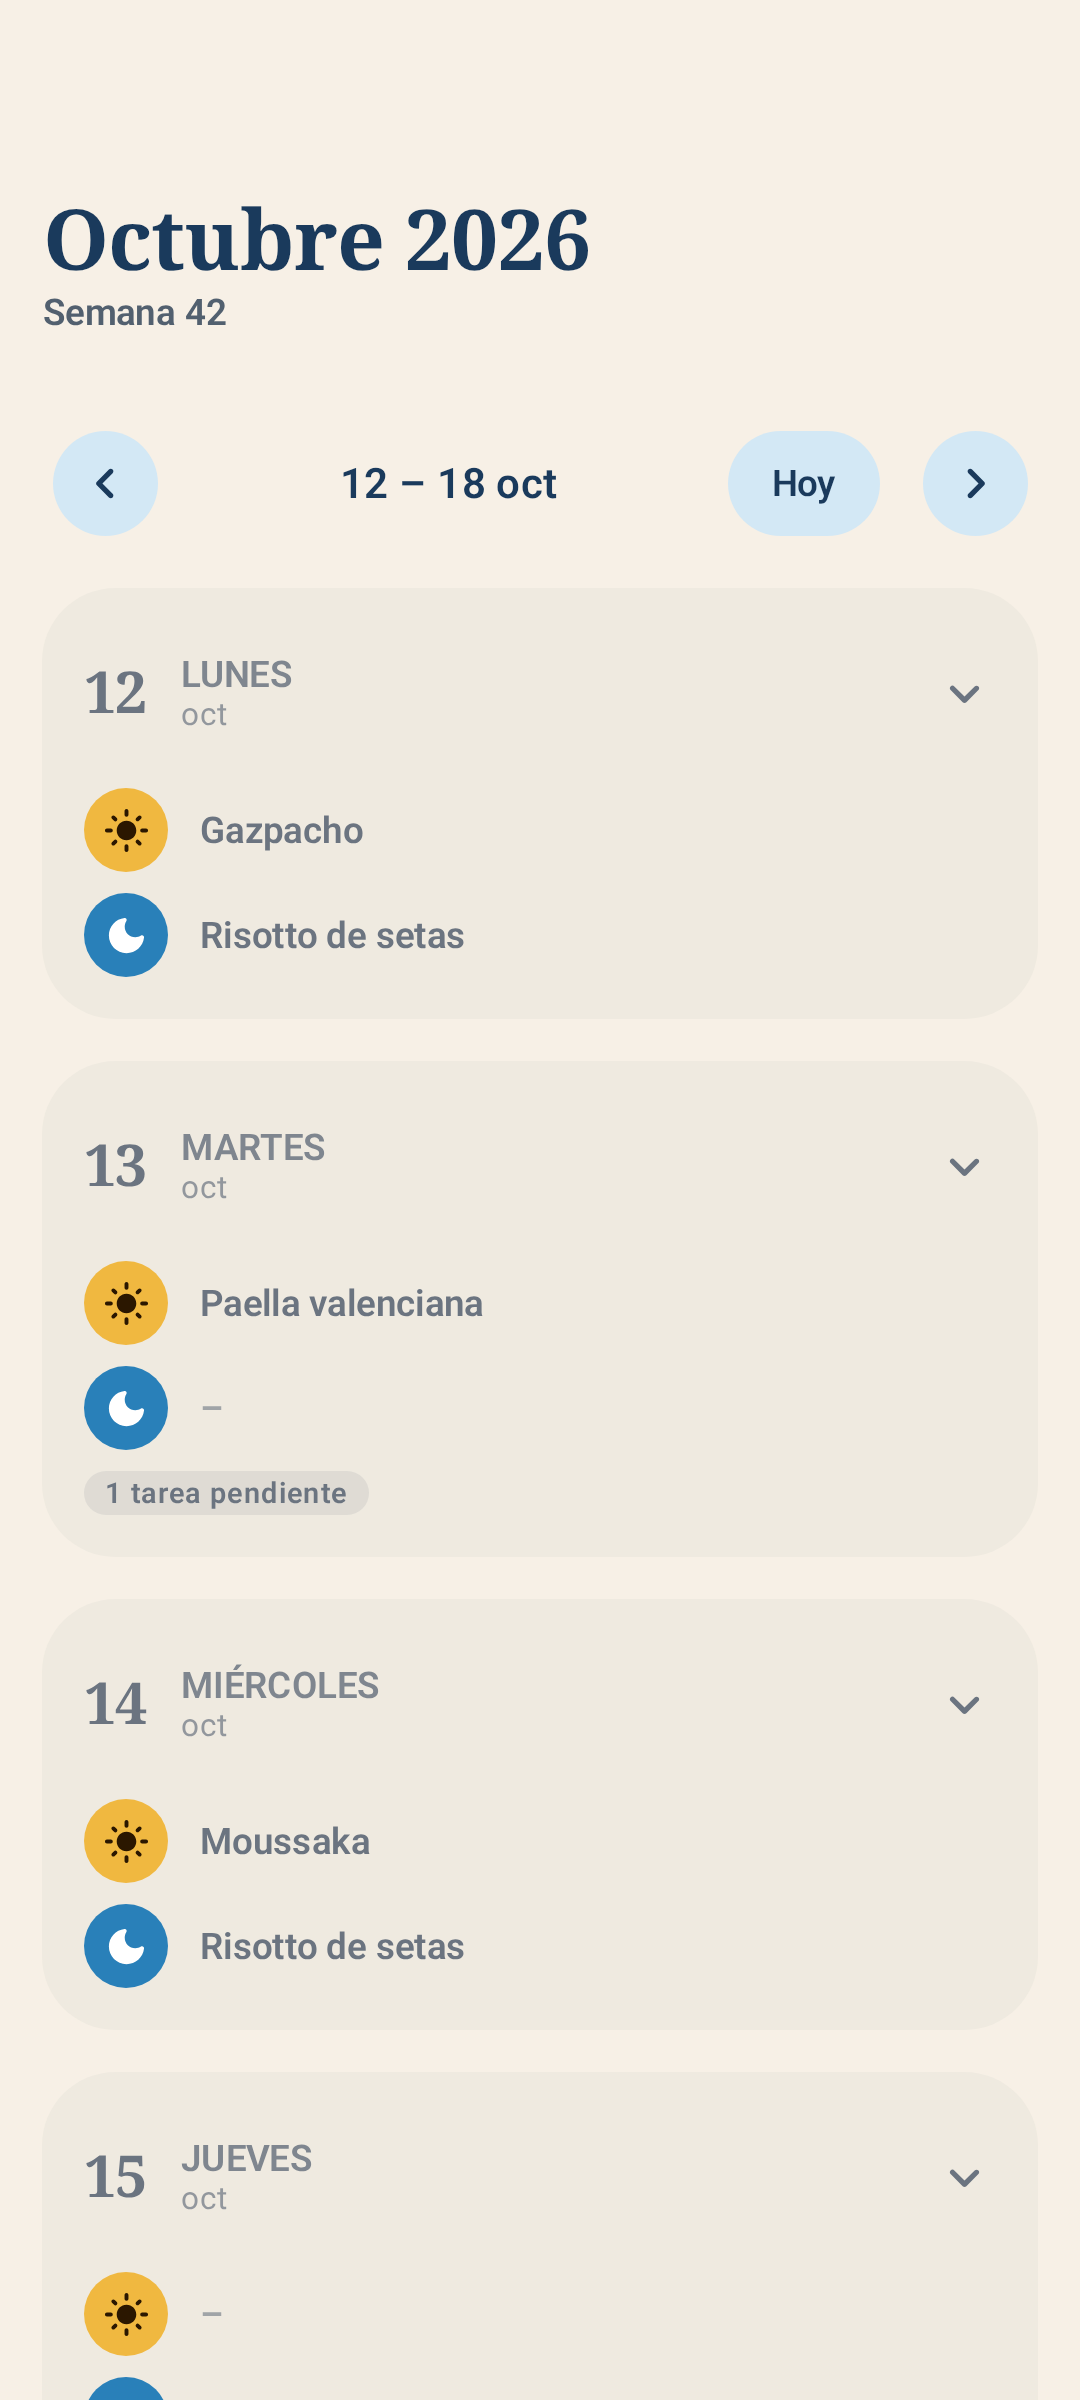 Octubre 2026
Semana 42
12 – 18 oct
Hoy
12
LUNES
oct
Gazpacho
Risotto de setas
13
MARTES
oct
Paella valenciana
–
1 tarea pendiente
14
MIÉRCOLES
oct
Moussaka
Risotto de setas
15
JUEVES
oct
–